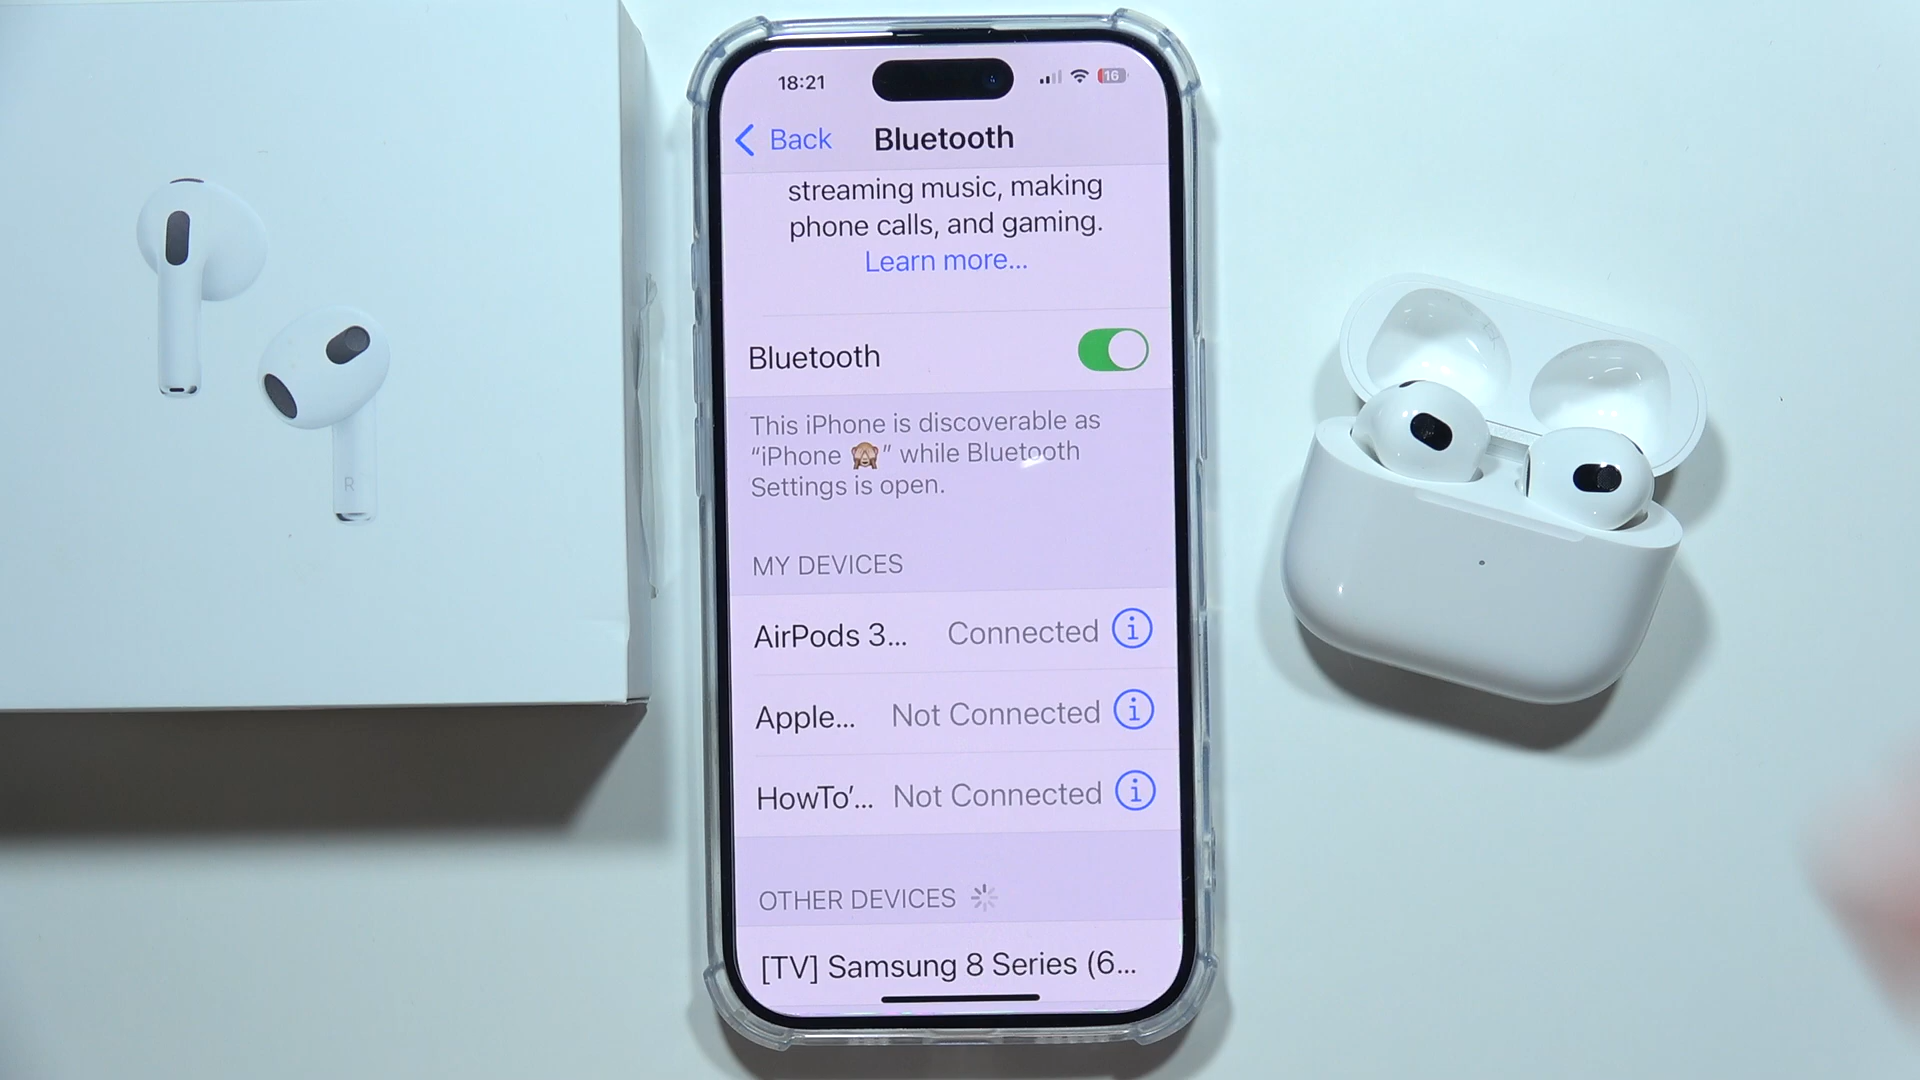 18:21
16
Back
Bluetooth
streaming music, making
phone calls, and gaming.
Learn more...
Bluetooth
This iPhone is discoverable as
“iPhone 🙈” while Bluetooth
Settings is open.
MY DEVICES
AirPods 3... Connected
Apple... Not Connected
HowTo’... Not Connected
OTHER DEVICES
[TV] Samsung 8 Series (6...
R